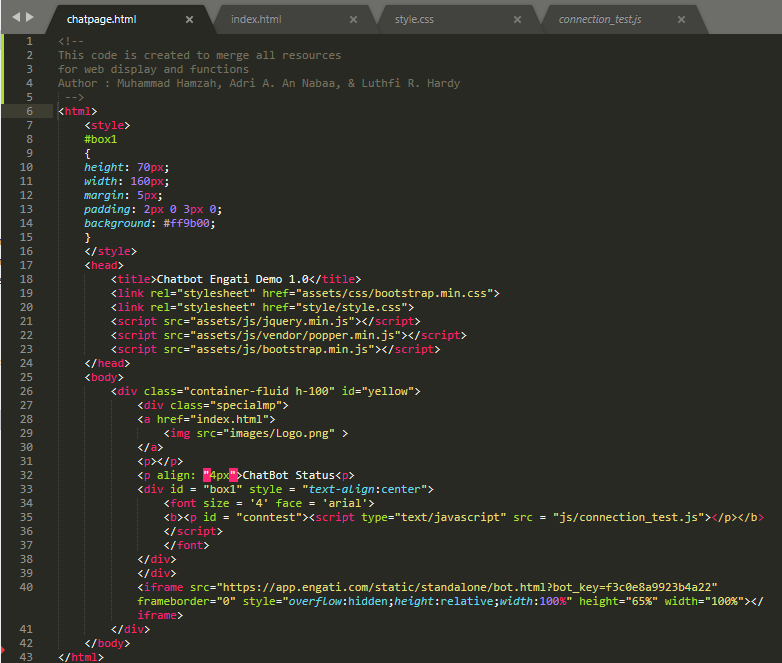 chatpage.html × index.html × style.css × connection_test.js ×
1 <!--
2 This code is created to merge all resources
3 for web display and functions
4 Author : Muhammad Hamzah, Adri A. An Nabaa, & Luthfi R. Hardy
5 -->
6 <html>
7 <style>
8 #box1
9 {
10 height: 70px;
11 width: 160px;
12 margin: 5px;
13 padding: 2px 0 3px 0;
14 background: #ff9b00;
15 }
16 </style>
17 <head>
18 <title>Chatbot Engati Demo 1.0</title>
19 <link rel="stylesheet" href="assets/css/bootstrap.min.css">
20 <link rel="stylesheet" href="style/style.css">
21 <script src="assets/js/jquery.min.js"></script>
22 <script src="assets/js/vendor/popper.min.js"></script>
23 <script src="assets/js/bootstrap.min.js"></script>
24 </head>
25 <body>
26 <div class="container-fluid h-100" id="yellow">
27 <div class="specialmp">
28 <a href="index.html">
29 <img src="images/Logo.png" >
30 </a>
31 <p></p>
32 <p align: "4px">ChatBot Status<p>
33 <div id = "box1" style = "text-align:center">
34 <font size = '4' face = 'arial'>
35 <b><p id = "conntest"><script type="text/javascript" src = "js/connection_test.js"></p></b>
36 </script>
37 </font>
38 </div>
39 </div>
40 <iframe src="https://app.engati.com/static/standalone/bot.html?bot_key=f3c0e8a9923b4a22"
frameborder="0" style="overflow:hidden;height:relative;width:100%" height="65%" width="100%"></
iframe>
41 </div>
42 </body>
43 </html>